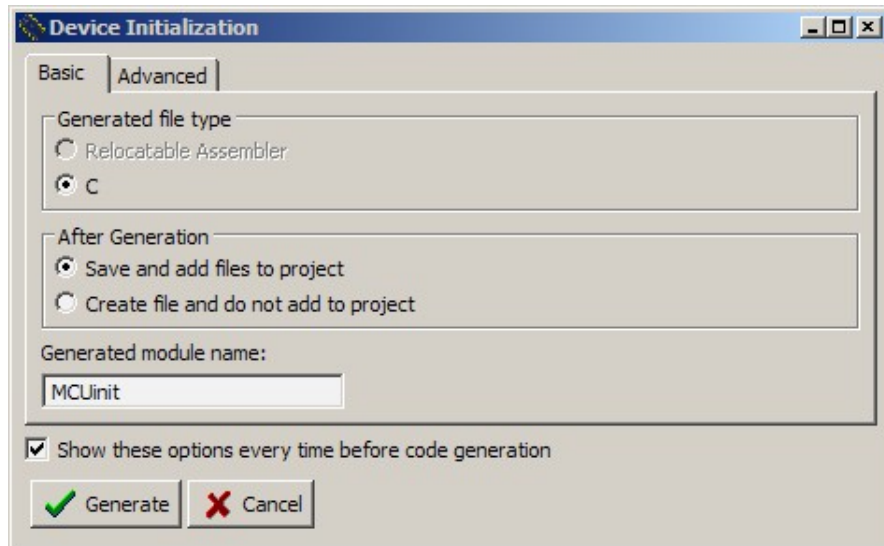 Device Initialization
Basic Advanced
Generated file type
Relocatable Assembler
C
After Generation
Save and add files to project
Create file and do not add to project
Generated module name:
MCUinit
Show these options every time before code generation
Generate Cancel